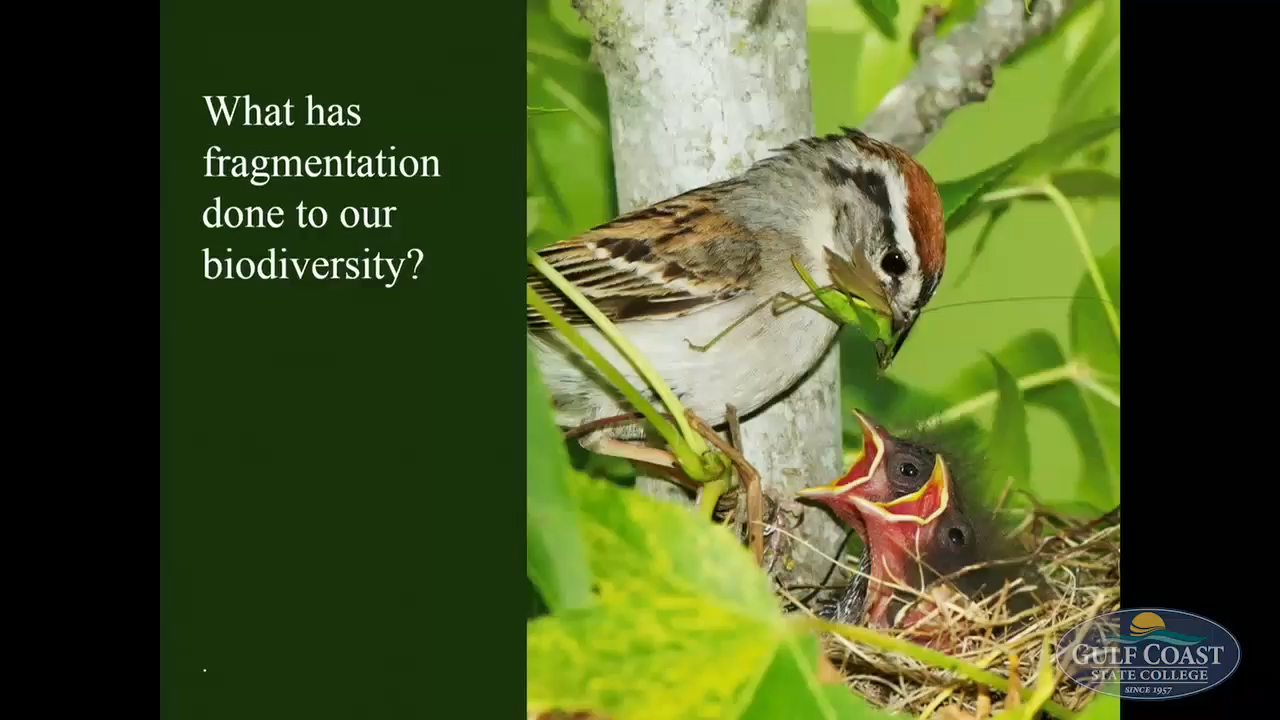 What has
fragmentation
done to our
biodiversity?
.
GULF COAST
STATE COLLEGE
SINCE 1957